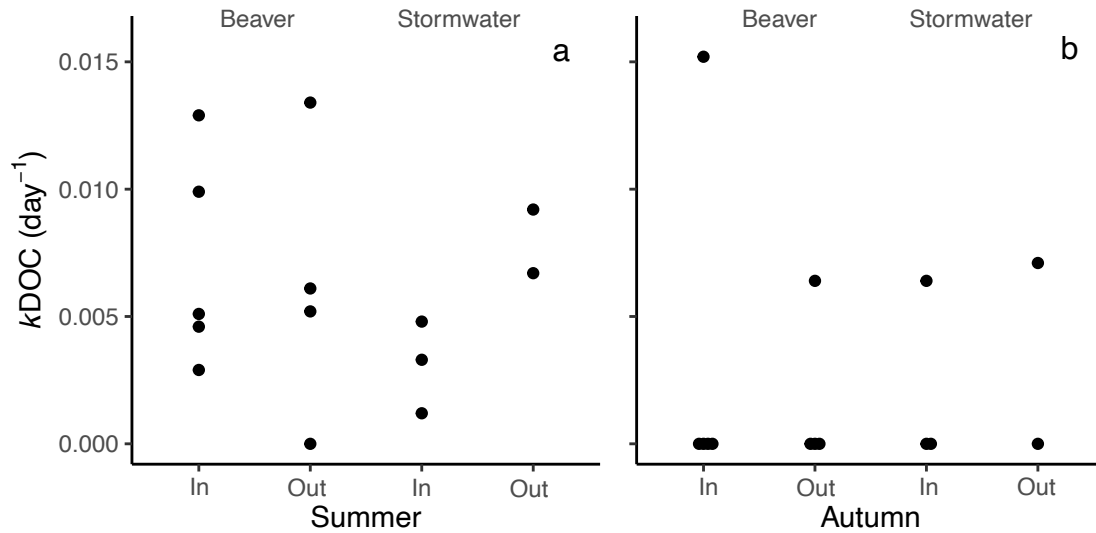 Beaver Stormwater
a
kDOC (day⁻¹)
0.015
0.010
0.005
0.000
In Out In Out
Summer
Beaver Stormwater
b
In Out In Out
Autumn